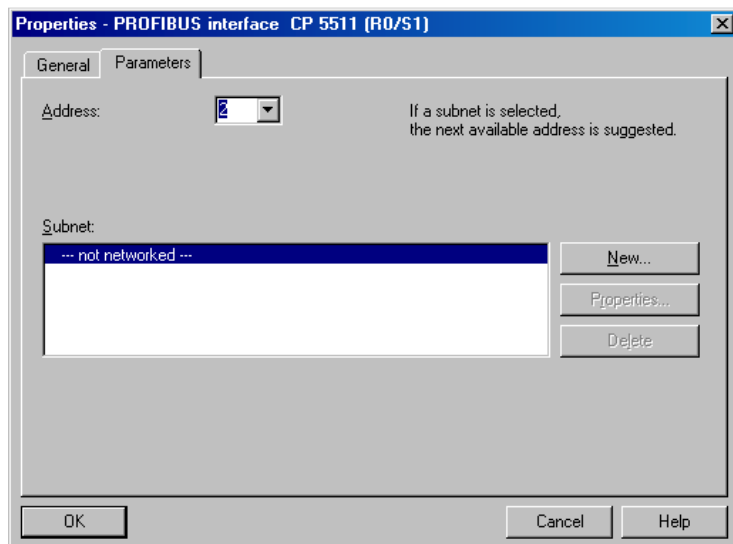 Properties - PROFIBUS interface  CP 5511 (R0/S1)
General
Parameters
Address:
2
If a subnet is selected,
the next available address is suggested.
Subnet:
--- not networked ---
New...
Properties...
Delete
OK
Cancel
Help